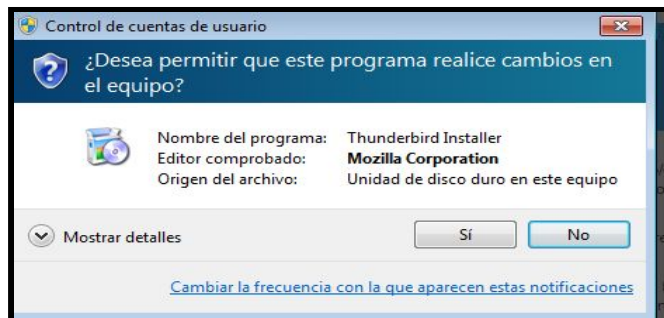 Control de cuentas de usuario
¿Desea permitir que este programa realice cambios en
el equipo?
Nombre del programa: Thunderbird Installer
Editor comprobado: Mozilla Corporation
Origen del archivo: Unidad de disco duro en este equipo
Mostrar detalles
Sí
No
Cambiar la frecuencia con la que aparecen estas notificaciones